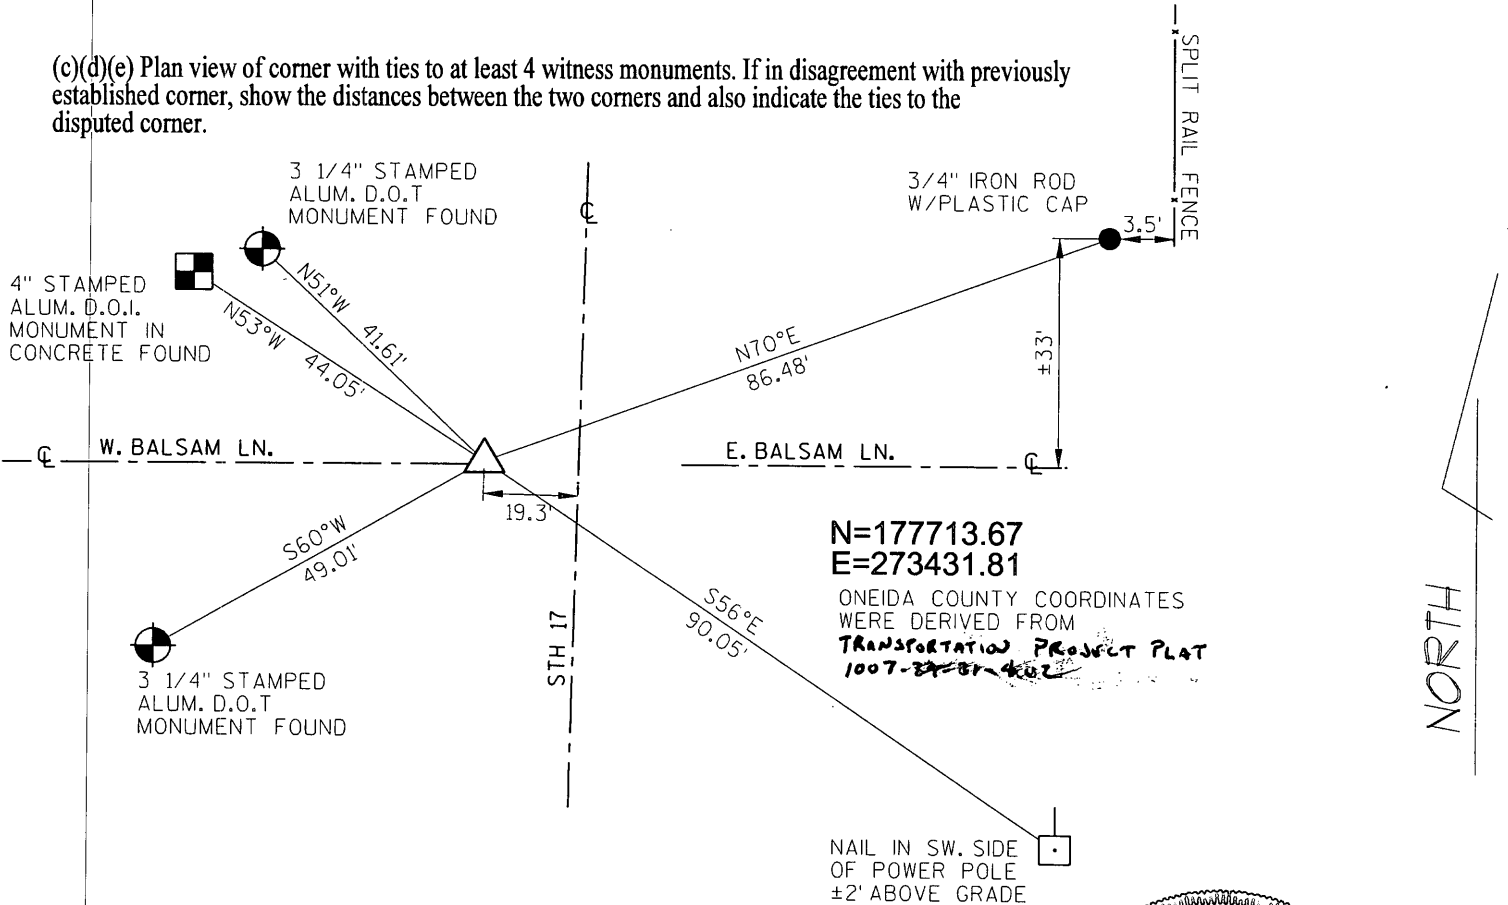 (c)(d)(e) Plan view of corner with ties to at least 4 witness monuments. If in disagreement with previously
established corner, show the distances between the two corners and also indicate the ties to the
disputed corner.
SPLIT RAIL FENCE
3 1/4" STAMPED
ALUM. D.O.T
MONUMENT FOUND
℄
3/4" IRON ROD
W/PLASTIC CAP
3.5'
4" STAMPED
ALUM. D.O.I.
MONUMENT IN
CONCRETE FOUND
N51°W 41.61'
N53°W 44.05'
N70°E
86.48'
±33'
℄ W. BALSAM LN.
E. BALSAM LN. ℄
19.3'
S60°W
49.01'
N=177713.67
E=273431.81
ONEIDA COUNTY COORDINATES
WERE DERIVED FROM
TRANSPORTATION PROJECT PLAT
S56°E
90.05'
STH 17
NORTH
3 1/4" STAMPED
ALUM. D.O.T
MONUMENT FOUND
NAIL IN SW. SIDE
OF POWER POLE
±2' ABOVE GRADE